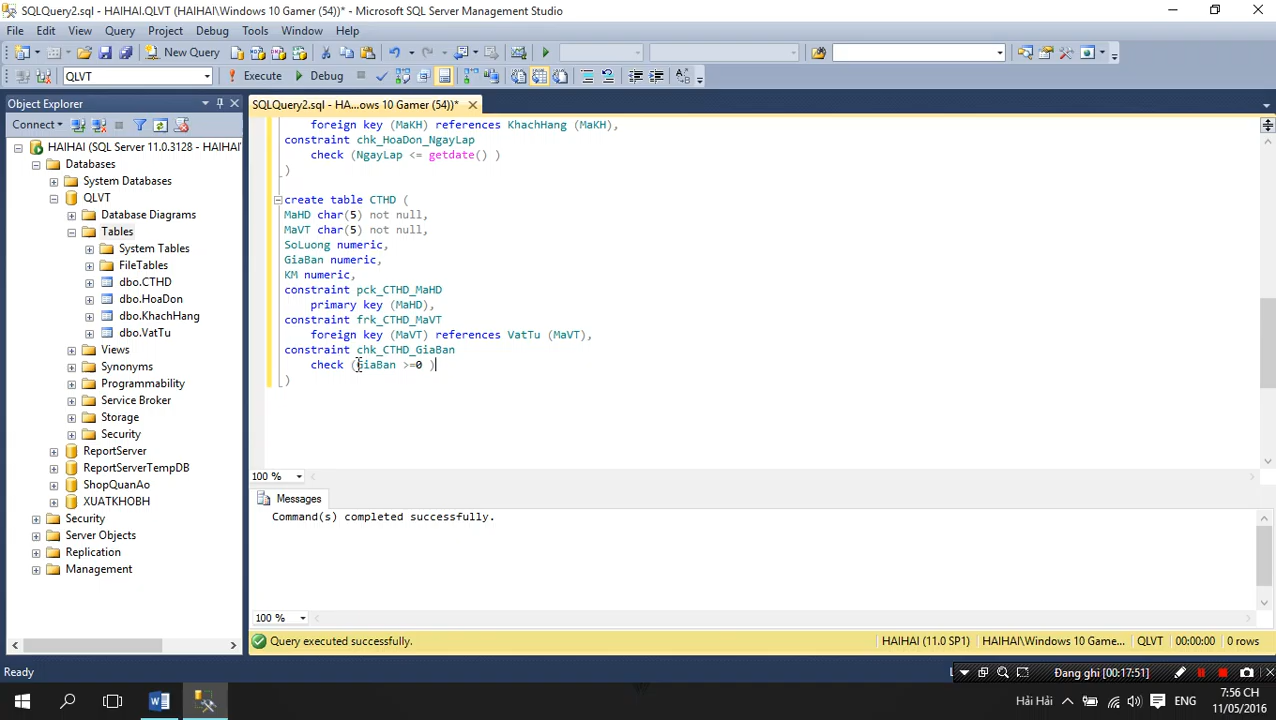 SQLQuery2.sql - HAIHAI.QLVT (HAIHAI\Windows 10 Gamer (54))* - Microsoft SQL Server Management Studio
File Edit View Query Project Debug Tools Window Help
New Query
QLVT Execute Debug
Object Explorer
Connect
HAIHAI (SQL Server 11.0.3128 - HAIHAI
Databases
System Databases
QLVT
Database Diagrams
Tables
System Tables
FileTables
dbo.CTHD
dbo.HoaDon
dbo.KhachHang
dbo.VatTu
Views
Synonyms
Programmability
Service Broker
Storage
Security
ReportServer
ReportServerTempDB
ShopQuanAo
XUATKHOBH
Security
Server Objects
Replication
Management
SQLQuery2.sql - HA...ows 10 Gamer (54))*
foreign key (MaKH) references KhachHang (MaKH),
constraint chk_HoaDon_NgayLap
check (NgayLap <= getdate() )
)
create table CTHD (
MaHD char(5) not null,
MaVT char(5) not null,
SoLuong numeric,
GiaBan numeric,
KM numeric,
constraint pck_CTHD_MaHD
primary key (MaHD),
constraint frk_CTHD_MaVT
foreign key (MaVT) references VatTu (MaVT),
constraint chk_CTHD_GiaBan
check (GiaBan >=0 )
)
100 %
Messages
Command(s) completed successfully.
100 %
Query executed successfully. HAIHAI (11.0 SP1) HAIHAI\Windows 10 Game... QLVT 00:00:00 0 rows
Ready
Đang ghi [00:17:51]
Hải Hải ENG 7:56 CH
11/05/2016